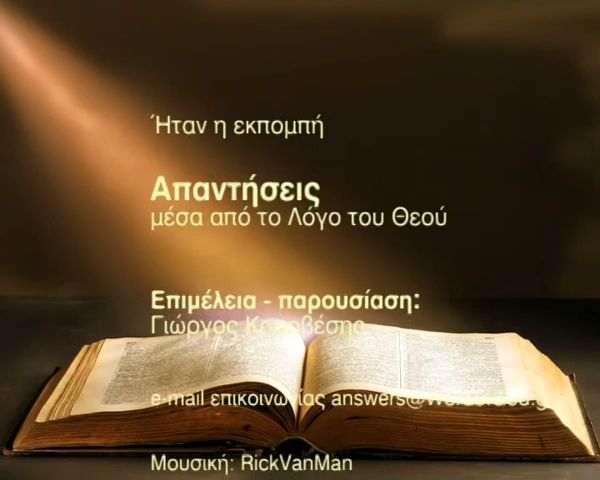 Ήταν η εκπομπή
Απαντήσεις
μέσα από το Λόγο του Θεού
Επιμέλεια - παρουσίαση:
Γιώργος
e-mail επικοινωνίας
Μουσική: RickVanMan